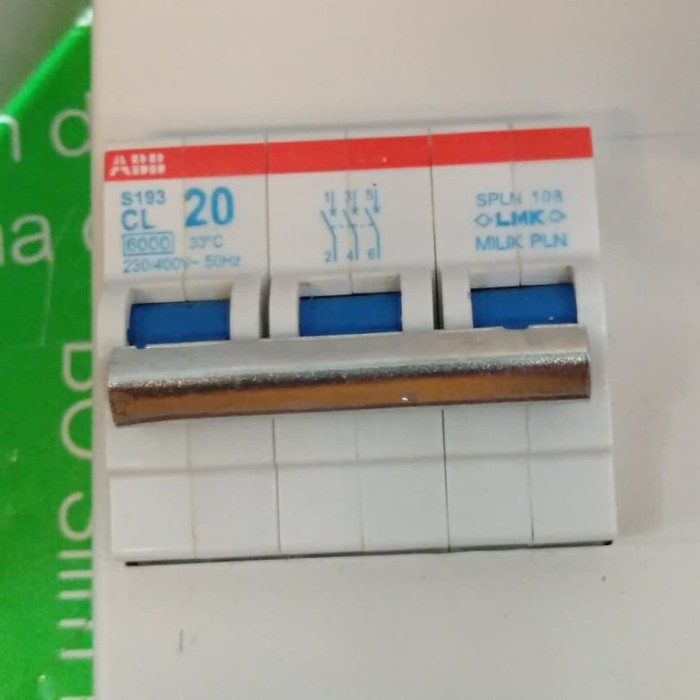 ABB
S193
CL 20
6000 33°C
230/400V~ 50Hz
1 3 5
2 4 6
SPLN 108
LMK
MILIK PLN